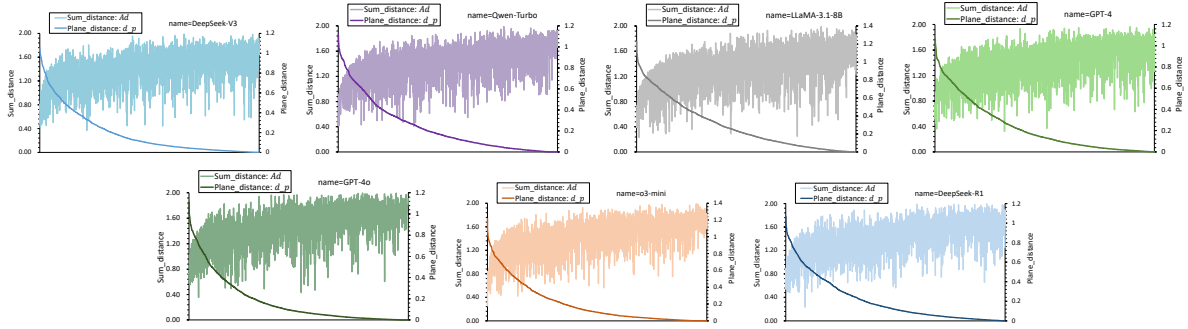 Sum_distance: Ad
Plane_distance: d_p
name=DeepSeek-V3
2.00
1.60
1.20
0.80
0.40
0.00
Sum_distance
1.2
1
0.8
0.6
0.4
0.2
0
Plane_distance
Sum_distance: Ad
Plane_distance: d_p
name=Qwen-Turbo
2.00
1.60
1.20
0.80
0.40
0.00
Sum_distance
1.2
1
0.8
0.6
0.4
0.2
0
Plane_distance
Sum_distance: Ad
Plane_distance: d_p
name=LLaMA-3.1-8B
2.00
1.60
1.20
0.80
0.40
0.00
Sum_distance
1.4
1.2
1
0.8
0.6
0.4
0.2
0
Plane_distance
Sum_distance: Ad
Plane_distance: d_p
name=GPT-4
2.00
1.60
1.20
0.80
0.40
0.00
Sum_distance
1.2
1
0.8
0.6
0.4
0.2
0
Plane_distance
Sum_distance: Ad
Plane_distance: d_p
name=GPT-4o
2.00
1.60
1.20
0.80
0.40
0.00
Sum_distance
1.2
1
0.8
0.6
0.4
0.2
0
Plane_distance
Sum_distance: Ad
Plane_distance: d_p
name=o3-mini
2.00
1.60
1.20
0.80
0.40
0.00
Sum_distance
1.4
1.2
1
0.8
0.6
0.4
0.2
0
Plane_distance
Sum_distance: Ad
Plane_distance: d_p
name=DeepSeek-R1
2.00
1.60
1.20
0.80
0.40
0.00
Sum_distance
1.2
1
0.8
0.6
0.4
0.2
0
Plane_distance